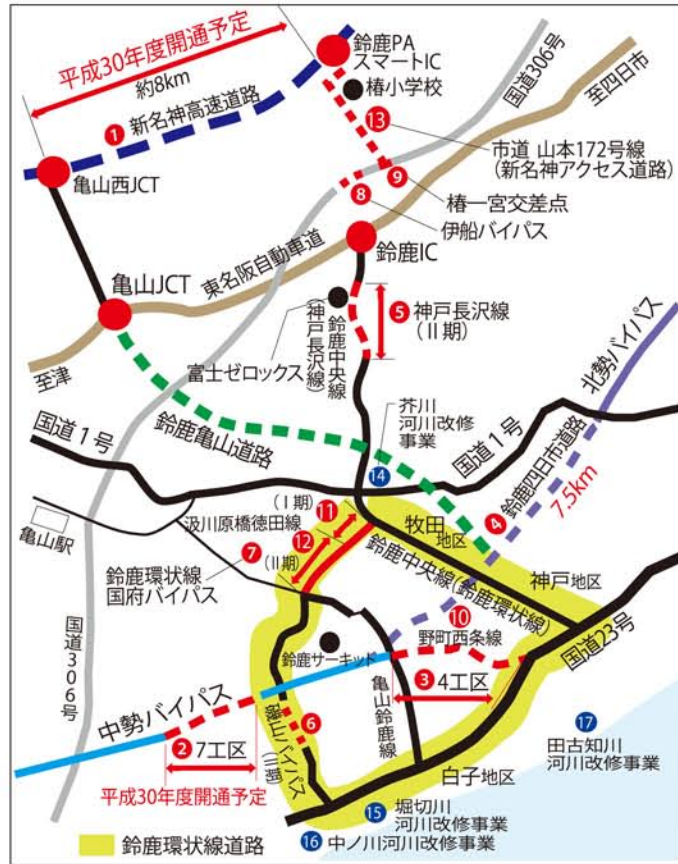 平成30年度開通予定
約8km
鈴鹿PA
スマートIC
椿小学校
国道306号
至四日市
1 新名神高速道路
13
市道 山本172号線
(新名神アクセス道路)
亀山西JCT
9
椿一宮交差点
8
伊船バイパス
東名阪自動車道
鈴鹿IC
亀山JCT
5 神戸長沢線
(II期)
鈴鹿中央線
(神戸長沢線)
富士ゼロックス
至津
北勢バイパス
国道1号
鈴鹿亀山道路
芥川
河川改修
事業
14
国道1号
4 鈴鹿四日市道路
7.5km
亀山駅
(I期) 11
汲川原橋徳田線
12
(II期)
牧田
地区
7
鈴鹿環状線
国府バイパス
鈴鹿中央線(鈴鹿環状線)
神戸地区
10
野町西条線
国道23号
国道306号
鈴鹿サーキッド
3 4工区
亀山鈴鹿線
中勢バイパス
6
磯山バイパス
(II期)
2 7工区
平成30年度開通予定
17
田古知川
河川改修事業
白子地区
15 堀切川
河川改修事業
鈴鹿環状線道路
16 中ノ川河川改修事業